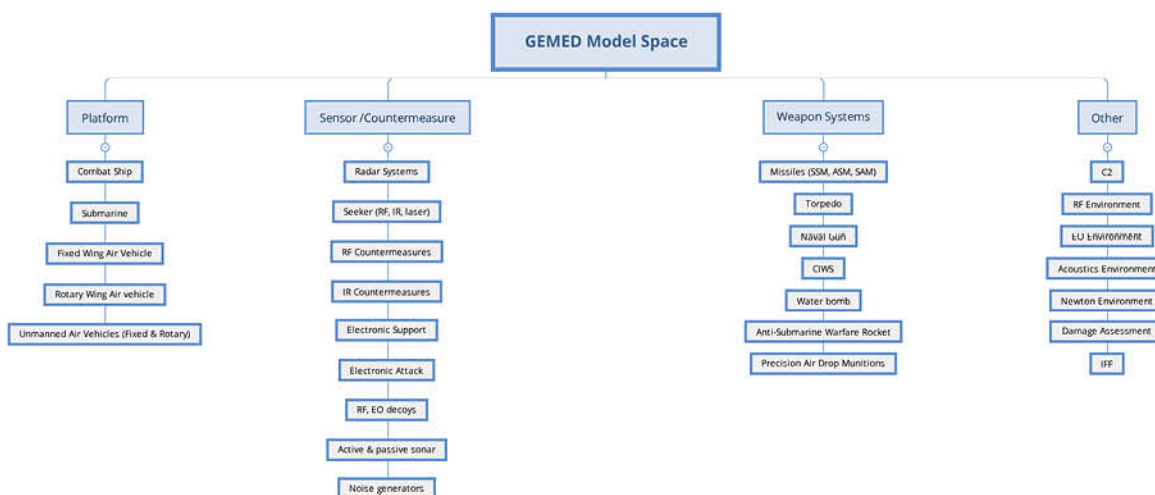 GEMED Model Space
Platform
Combat Ship
Submarine
Fixed Wing Air Vehicle
Rotary Wing Air vehicle
Unmanned Air Vehicles (Fixed & Rotary)
Sensor /Countermeasure
Radar Systems
Seeker (RF, IR, laser)
RF Countermeasures
IR Countermeasures
Electronic Support
Electronic Attack
RF, EO decoys
Active & passive sonar
Noise generators
Weapon Systems
Missiles (SSM, ASM, SAM)
Torpedo
Naval Gun
CIWS
Water bomb
Anti-Submarine Warfare Rocket
Precision Air Drop Munitions
Other
C2
RF Environment
EO Environment
Acoustics Environment
Newton Environment
Damage Assessment
IFF